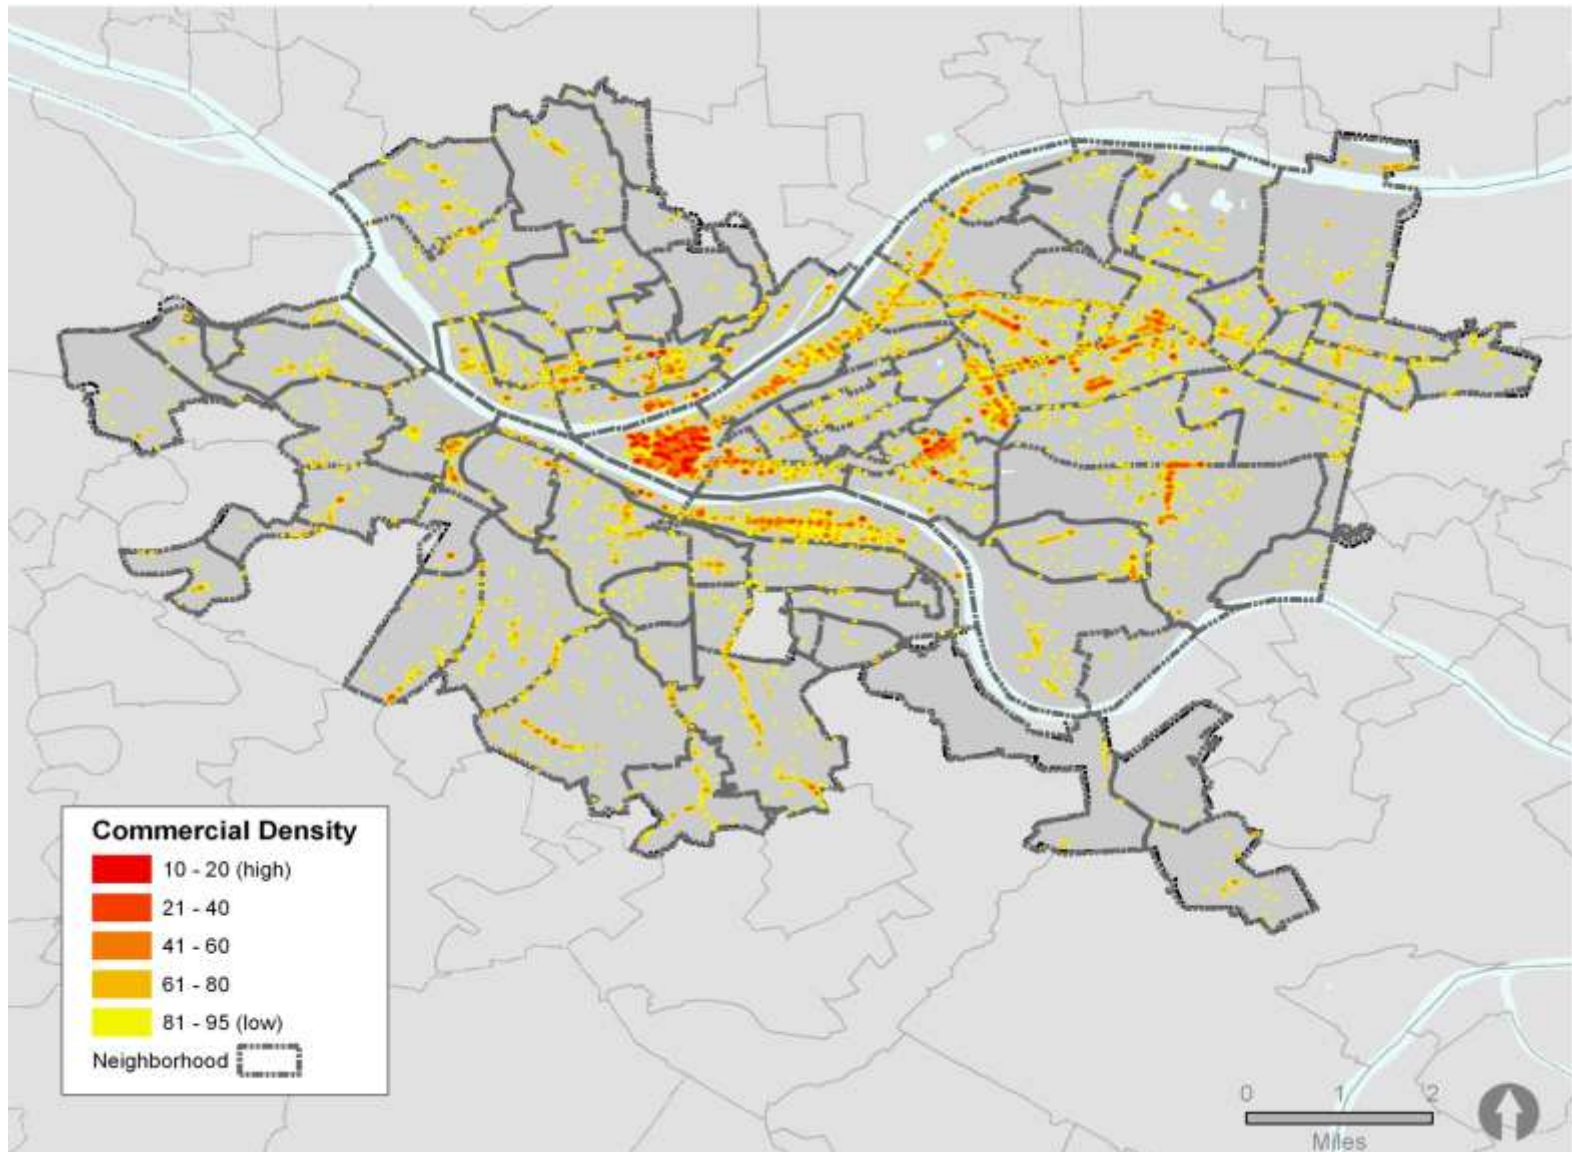 Commercial Density
10 - 20 (high)
21 - 40
41 - 60
61 - 80
81 - 95 (low)
Neighborhood
0 1 2
Miles